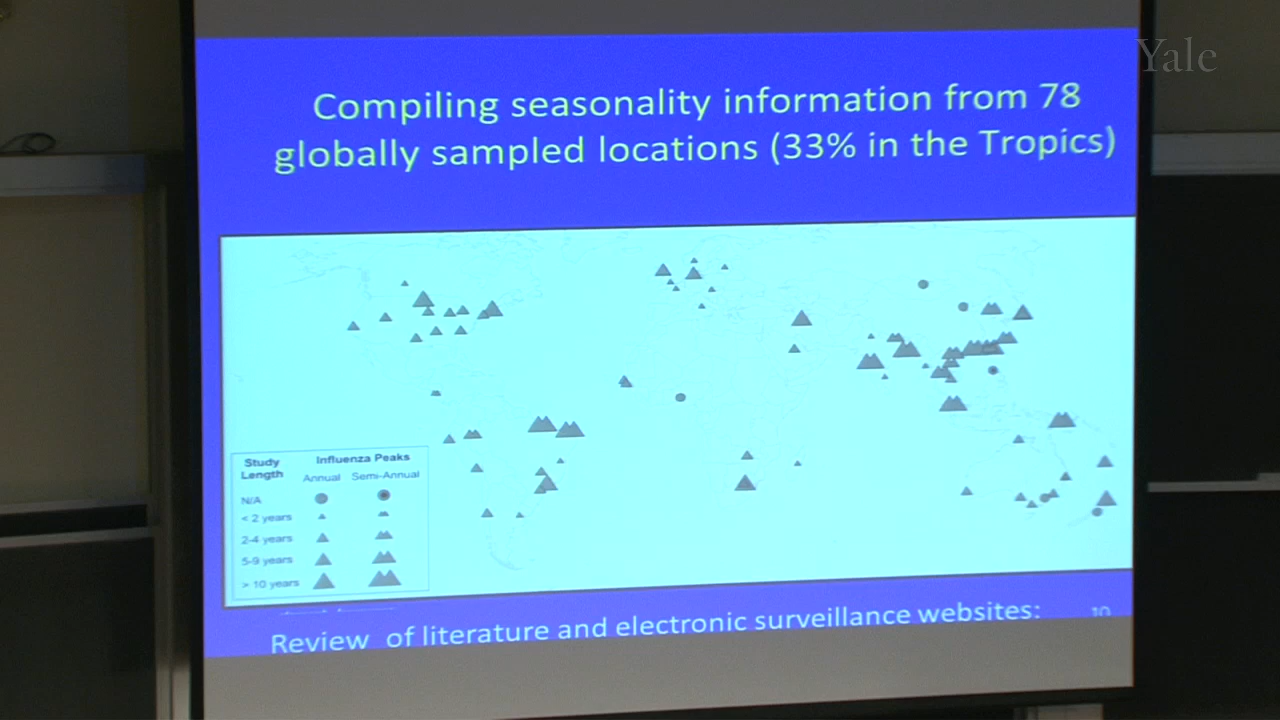 Yale
Compiling seasonality information from 78
globally sampled locations (33% in the Tropics)
Study Length
Influenza Peaks
Annual Semi-Annual
N/A
< 2 years
2-4 years
5-9 years
> 10 years
Review of literature and electronic surveillance websites:
10